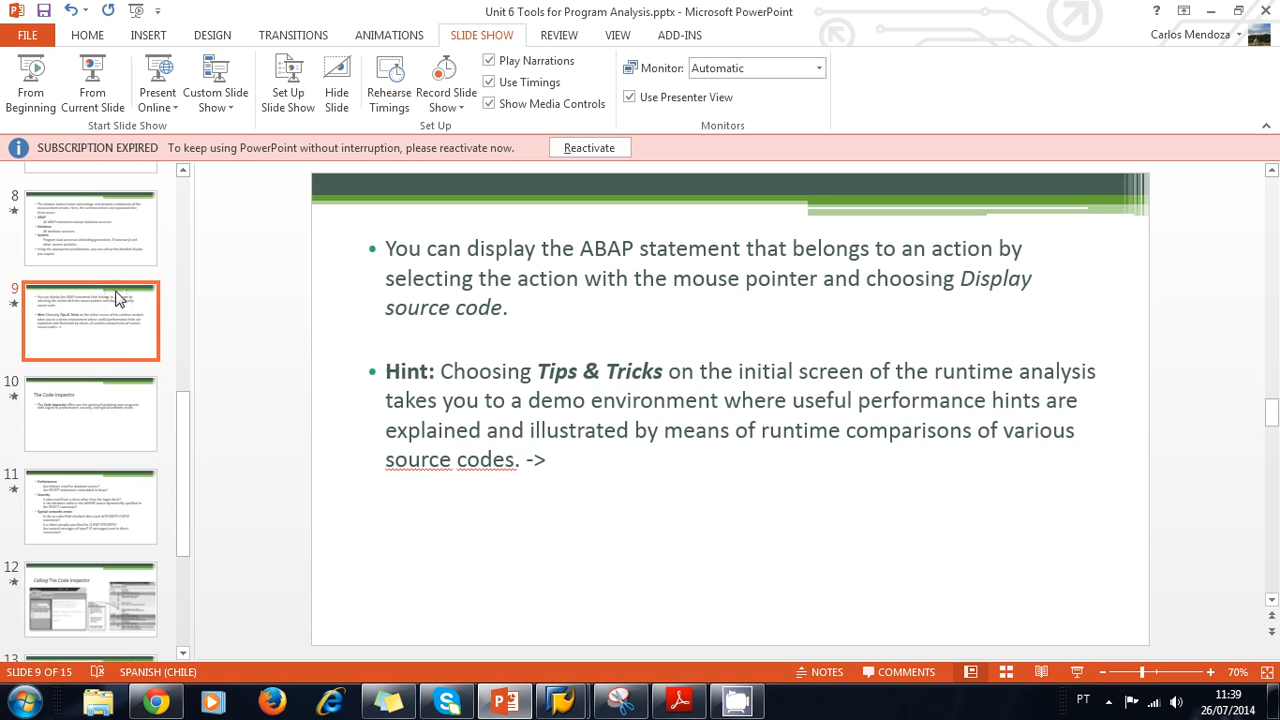 Unit 6 Tools for Program Analysis.pptx - Microsoft PowerPoint
FILE HOME INSERT DESIGN TRANSITIONS ANIMATIONS SLIDE SHOW REVIEW VIEW ADD-INS Carlos Mendoza
From Beginning
From Current Slide
Present Online
Custom Slide Show
Start Slide Show
Set Up Slide Show
Hide Slide
Rehearse Timings
Record Slide Show
Play Narrations
Use Timings
Show Media Controls
Set Up
Monitor: Automatic
Use Presenter View
Monitors
SUBSCRIPTION EXPIRED To keep using PowerPoint without interruption, please reactivate now. Reactivate
8
9
10
The Code Inspector
11
12
Calling The Code Inspector
13
• You can display the ABAP statement that belongs to an action by
selecting the action with the mouse pointer and choosing Display
source code.
• Hint: Choosing Tips & Tricks on the initial screen of the runtime analysis
takes you to a demo environment where useful performance hints are
explained and illustrated by means of runtime comparisons of various
source codes. ->
SLIDE 9 OF 15 SPANISH (CHILE) NOTES COMMENTS 70%
PT 11:39
26/07/2014